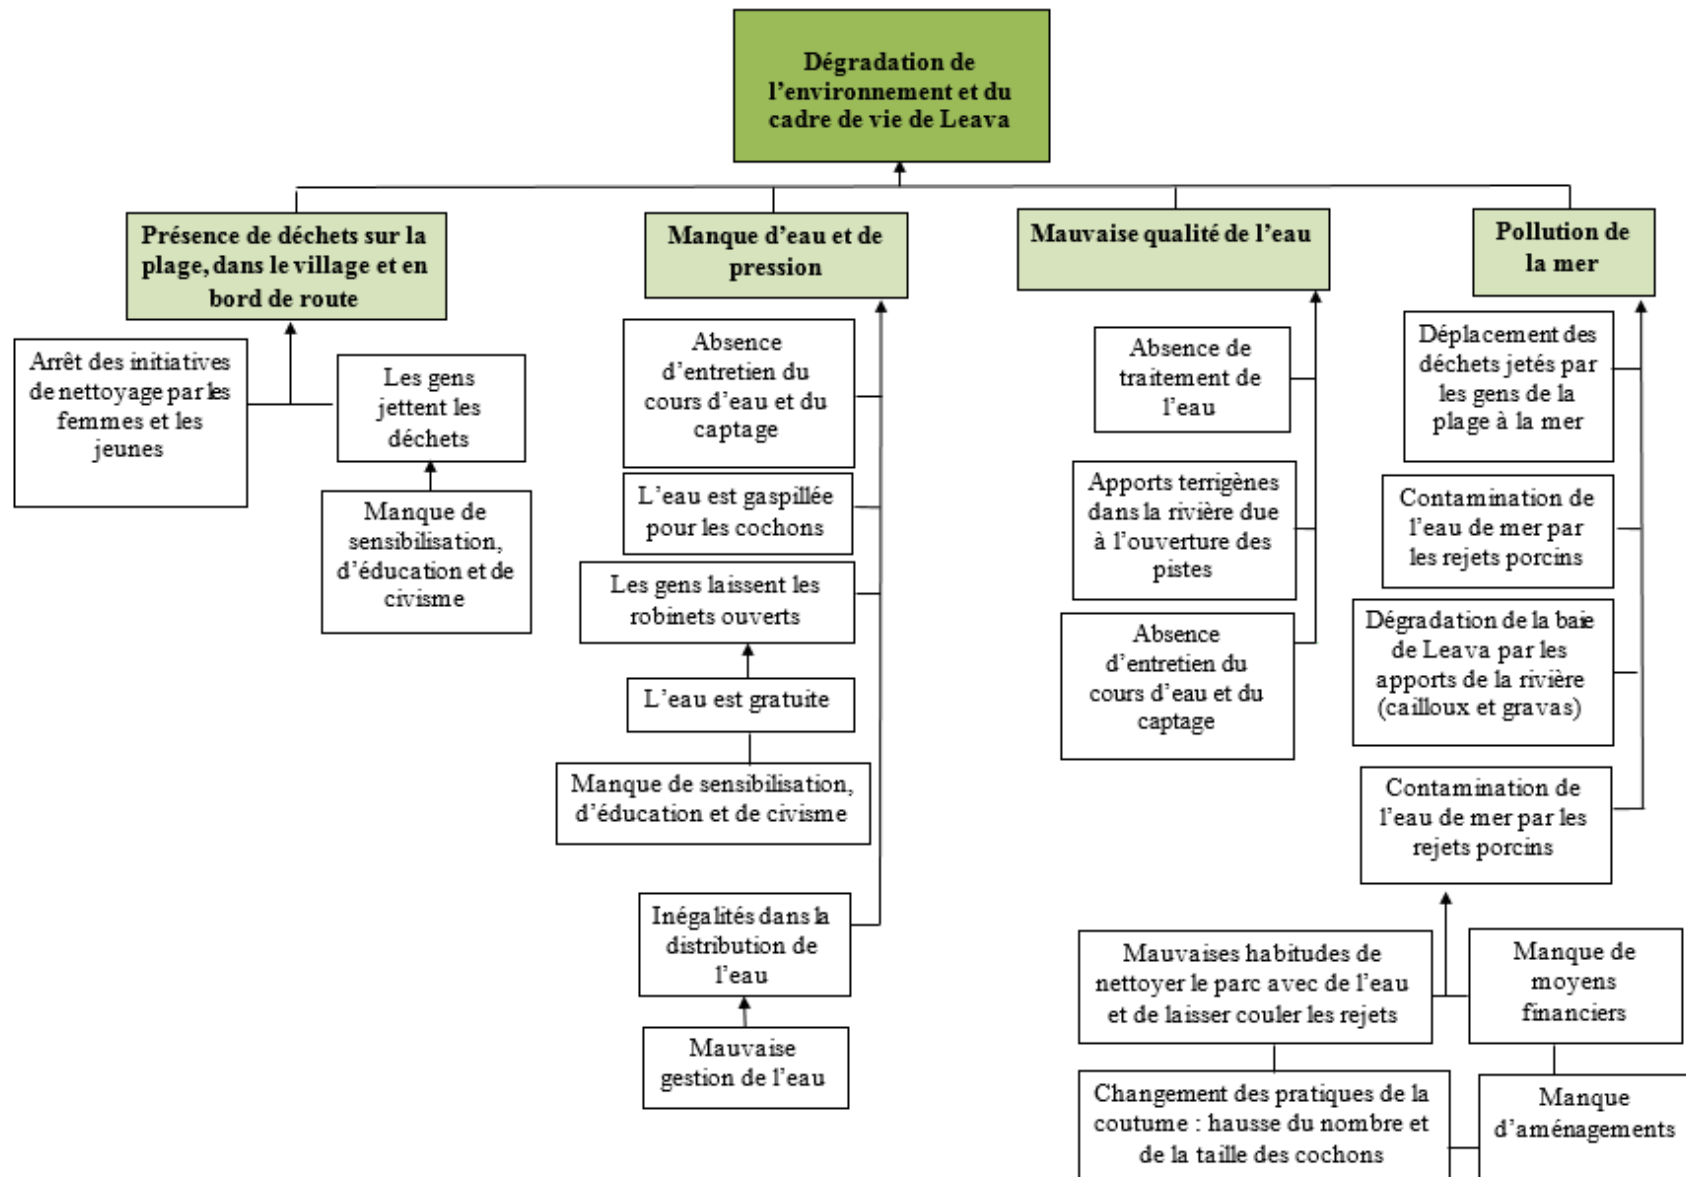 Dégradation de
l'environnement et du
cadre de vie de Leava
Présence de déchets sur la
plage, dans le village et en
bord de route
Manque d'eau et de
pression
Mauvaise qualité de l'eau
Pollution de
la mer
Arrêt des initiatives
de nettoyage par les
femmes et les
jeunes
Les gens
jettent les
déchets
Manque de
sensibilisation,
d'éducation et de
civisme
Absence
d'entretien du
cours d'eau et du
captage
L'eau est gaspillée
pour les cochons
Les gens laissent les
robinets ouverts
L'eau est gratuite
Manque de sensibilisation,
d'éducation et de civisme
Inégalités dans la
distribution de
l'eau
Mauvaise
gestion de l'eau
Absence de
traitement de
l'eau
Apports terrigènes
dans la rivière due
à l'ouverture des
pistes
Absence
d'entretien du
cours d'eau et du
captage
Déplacement des
déchets jetés par
les gens de la
plage à la mer
Contamination de
l'eau de mer par
les rejets porcins
Dégradation de la baie
de Leava par les
apports de la rivière
(cailloux et gravas)
Contamination de
l'eau de mer par les
rejets porcins
Mauvaises habitudes de
nettoyer le parc avec de l'eau
et de laisser couler les rejets
Manque de
moyens
financiers
Changement des pratiques de la
coutume : hausse du nombre et
de la taille des cochons
Manque
d'aménagements